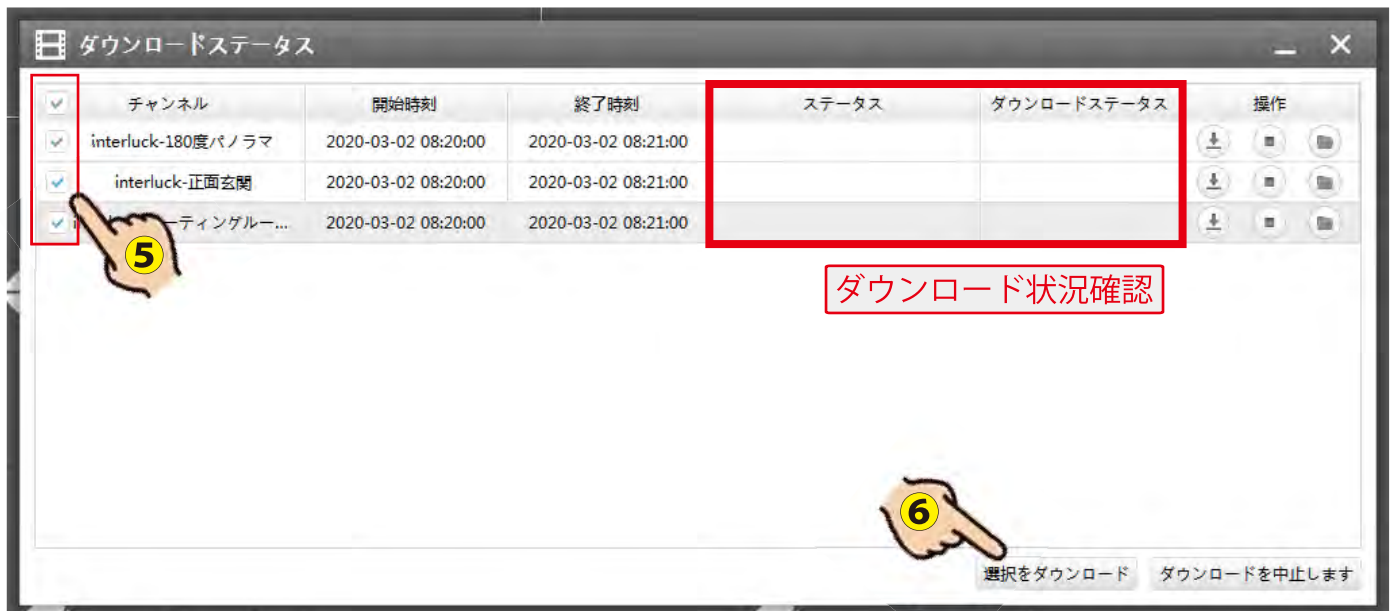 ダウンロードステータス
チャンネル 開始時刻 終了時刻 ステータス ダウンロードステータス 操作
interluck-180度パノラマ 2020-03-02 08:20:00 2020-03-02 08:21:00
interluck-正面玄関 2020-03-02 08:20:00 2020-03-02 08:21:00
ーティングルー... 2020-03-02 08:20:00 2020-03-02 08:21:00
5
ダウンロード状況確認
6
選択をダウンロード ダウンロードを中止します